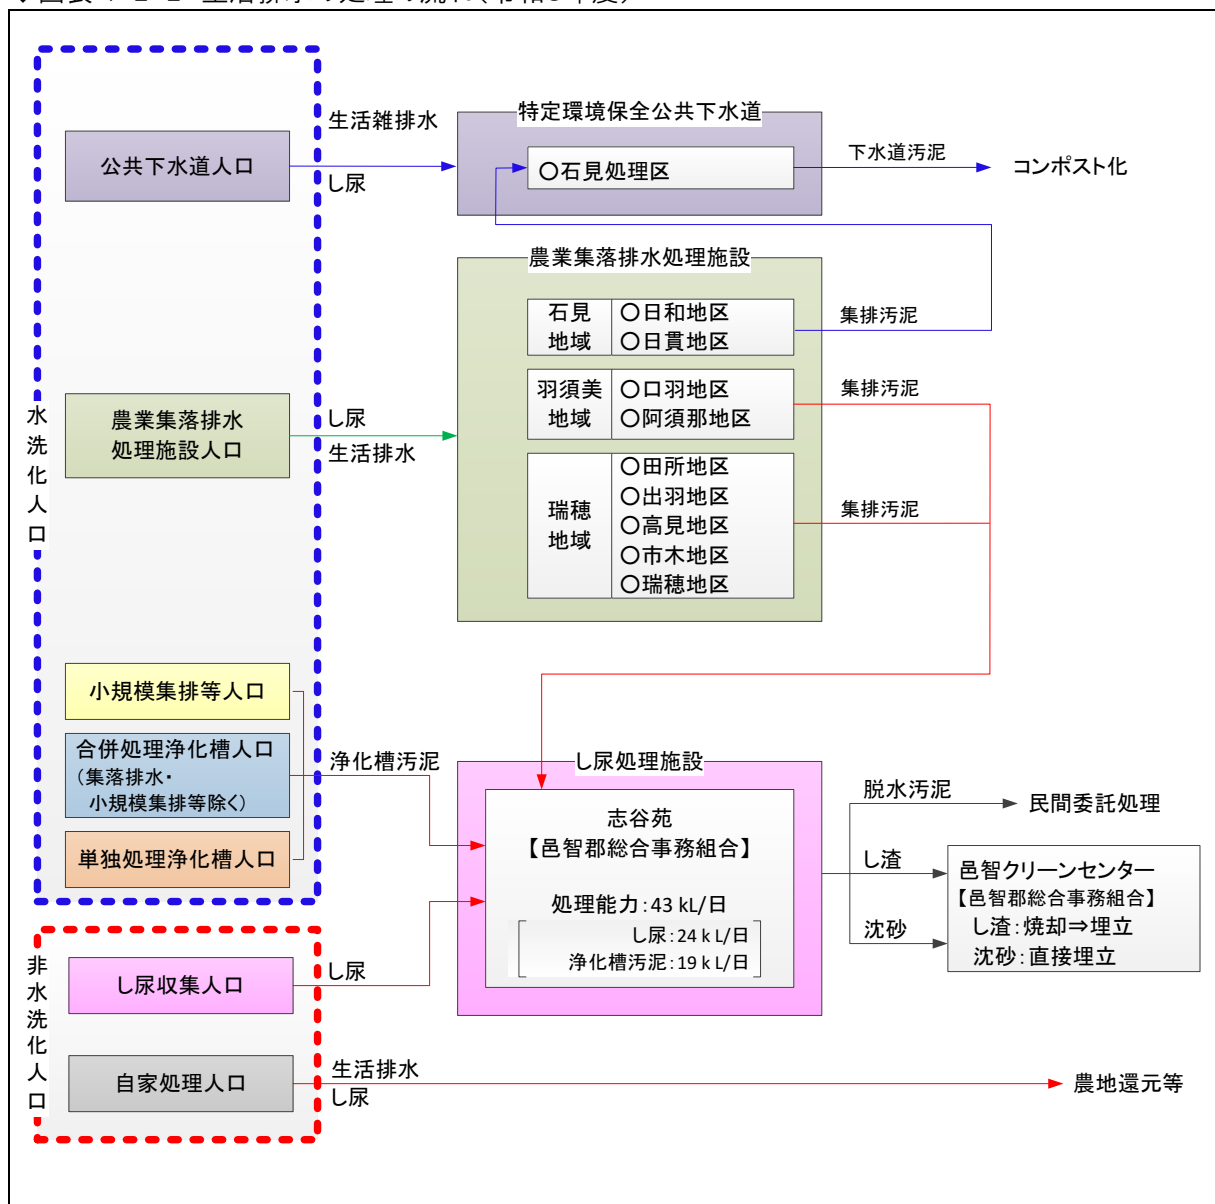 水洗化人口
公共下水道人口
生活雑排水
し尿
特定環境保全公共下水道
〇石見処理区
下水道汚泥
コンポスト化
農業集落排水
処理施設人口
し尿
生活排水
農業集落排水処理施設
石見
地域
〇日和地区
〇日貫地区
集排汚泥
羽須美
地域
〇口羽地区
〇阿須那地区
集排汚泥
瑞穂
地域
〇田所地区
〇出羽地区
〇高見地区
〇市木地区
〇瑞穂地区
集排汚泥
小規模集排等人口
合併処理浄化槽人口
(集落排水・
小規模集排等除く)
単独処理浄化槽人口
浄化槽汚泥
し尿処理施設
志谷苑
【邑智郡総合事務組合】
処理能力:43 kL/日
し尿:24 k L/日
浄化槽汚泥:19 k L/日
脱水汚泥
民間委託処理
し渣
沈砂
邑智クリーンセンター
【邑智郡総合事務組合】
し渣:焼却⇒埋立
沈砂:直接埋立
非水洗化人口
し尿収集人口
し尿
自家処理人口
生活排水
し尿
農地還元等